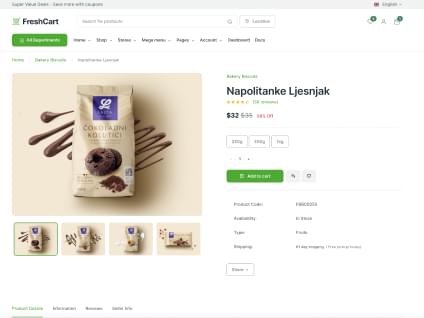 Super Value Deals - Save more with coupons
English
FreshCart
Search for products
Location
All Departments
Home
Shop
Stores
Mega menu
Pages
Account
Dashboard
Docs
Home
Bakery Biscuits
Napolitanke Ljesnjak
Bakery Biscuits
Napolitanke Ljesnjak
$32 $35 26% Off
250g
500g
1kg
1
Add to cart
ČOKOLADNI
KOLUTIĆI
Product Code:
Availability:
In Stock
Type:
Fruits
Shipping:
01 day shipping. ( Free pickup today)
Share
Product Details
Information
Reviews
Seller Info